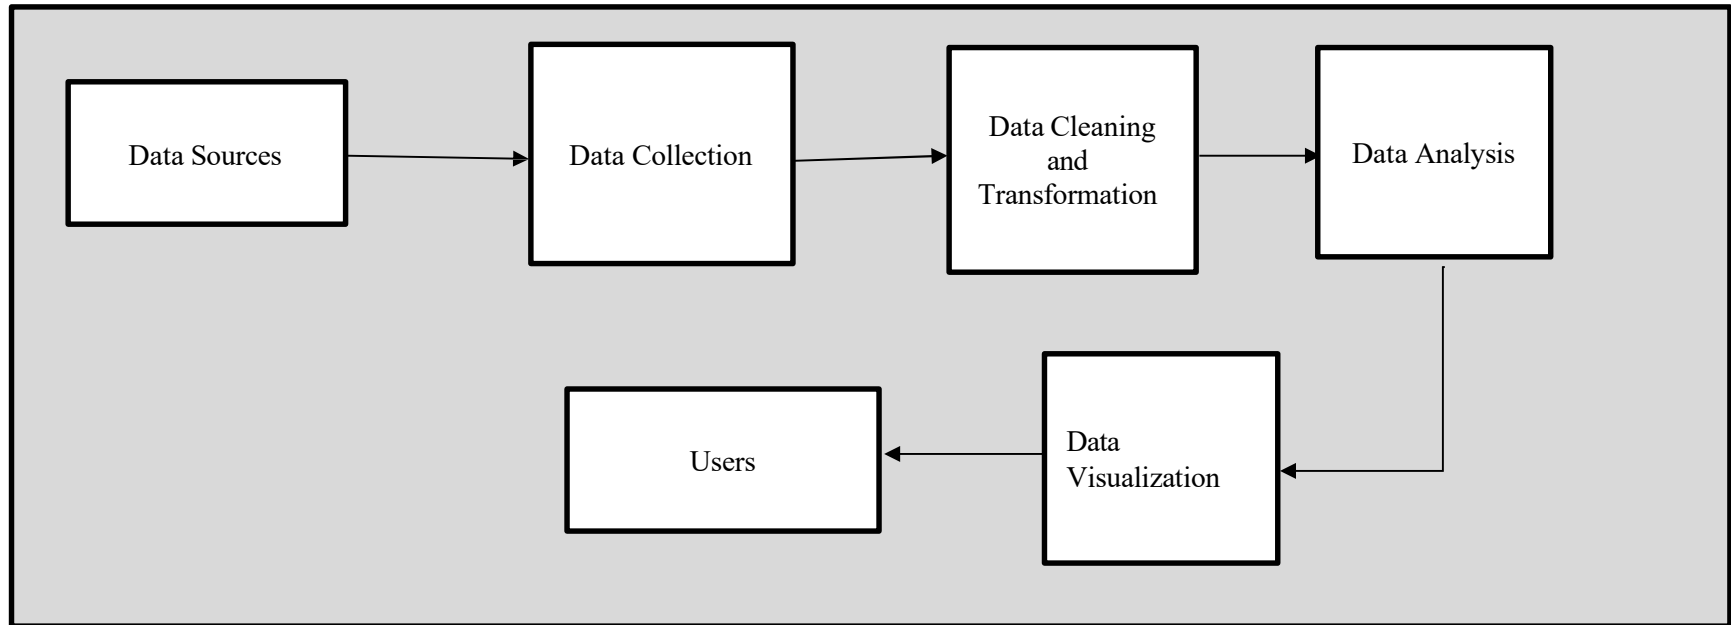 Data Sources
Data Collection
Data Cleaning
and
Transformation
Data Analysis
Users
Data
Visualization